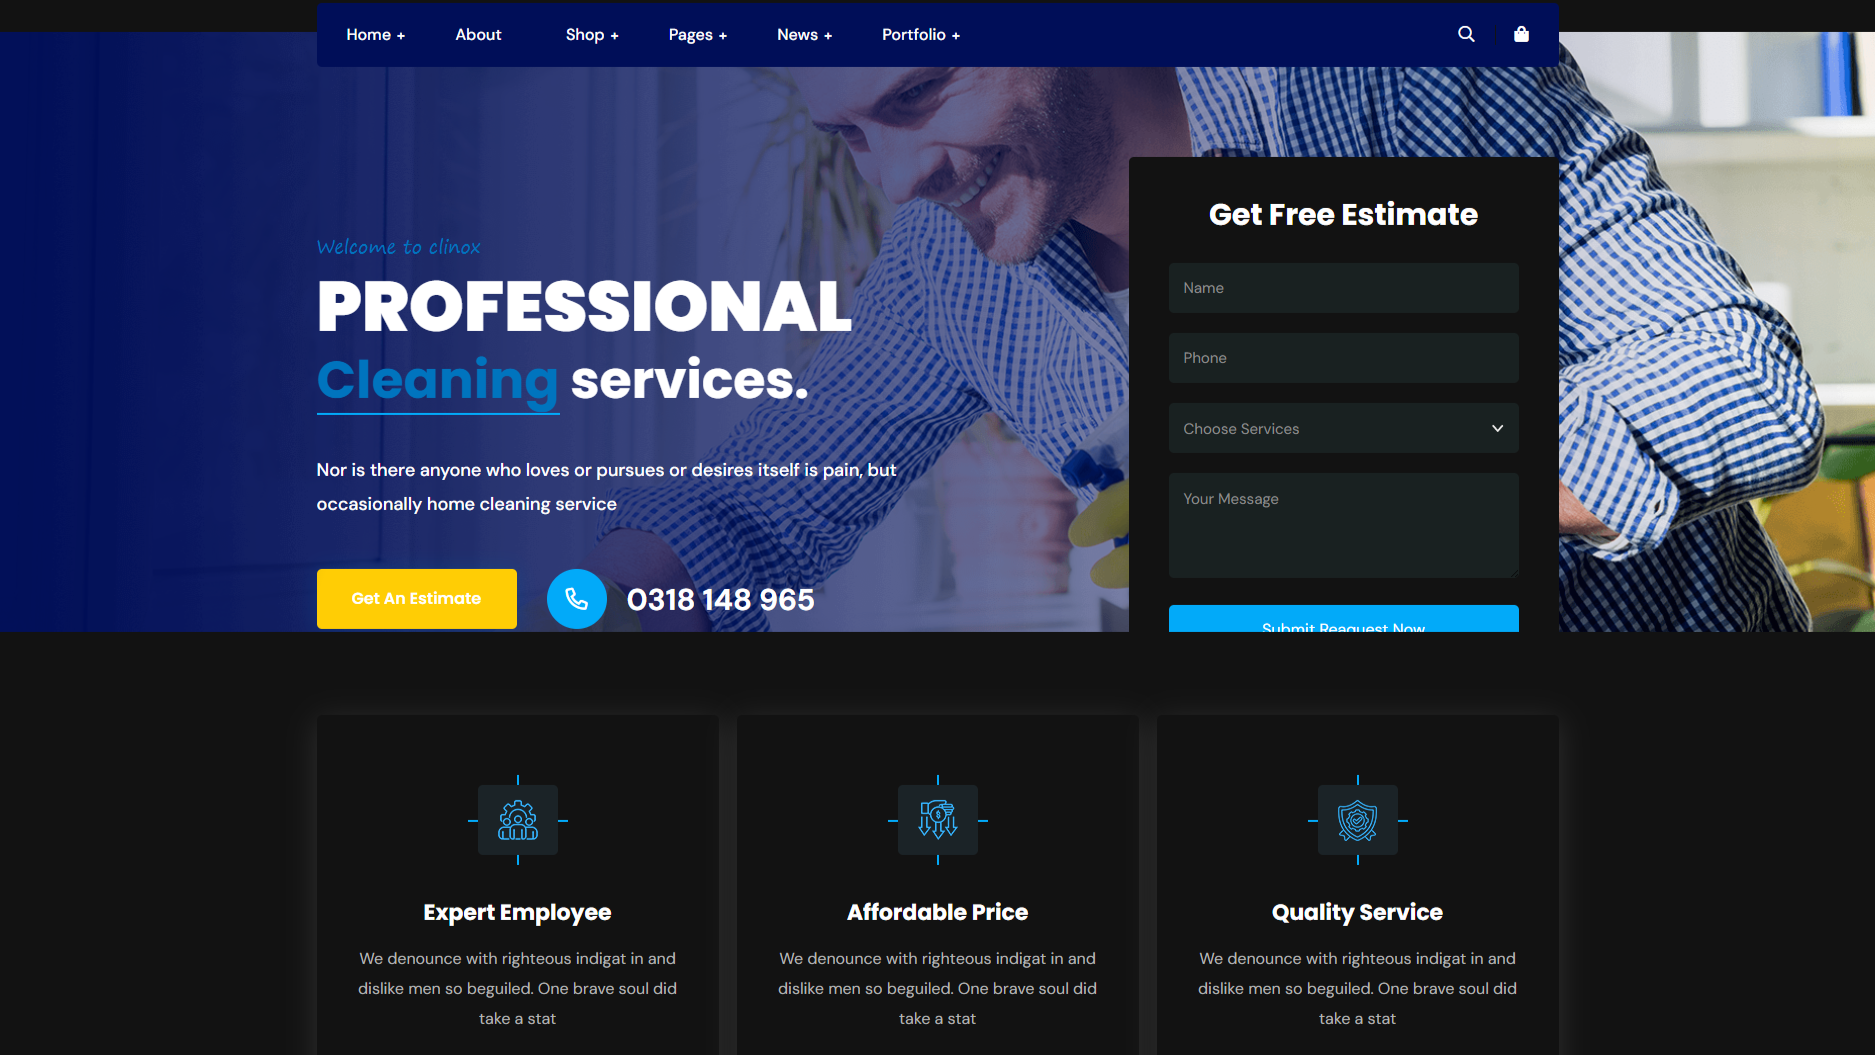 Home +
About
Shop +
Pages +
News +
Portfolio +
Welcome to clinox
PROFESSIONAL
Cleaning services.
Nor is there anyone who loves or pursues or desires itself is pain, but
occasionally home cleaning service
Get An Estimate
0318 148 965
Get Free Estimate
Name
Phone
Choose Services
Your Message
Submit Reaquest Now
Expert Employee
We denounce with righteous indigat in and
dislike men so beguiled. One brave soul did
take a stat
Affordable Price
We denounce with righteous indigat in and
dislike men so beguiled. One brave soul did
take a stat
Quality Service
We denounce with righteous indigat in and
dislike men so beguiled. One brave soul did
take a stat